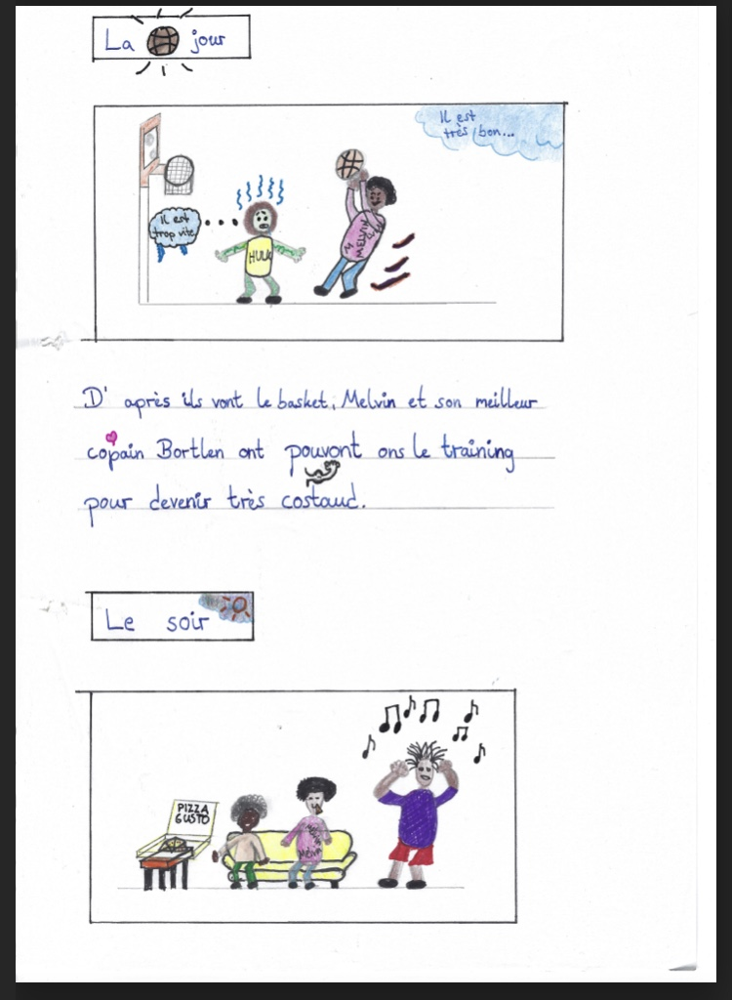 La jour
Il est
très bon...
Il est
trop vite
HULK
MELVIN
D' après ils vont le basket, Melvin et son meilleur
copain Bortlen ont pouvont ons le training
pour devenir très costaud.
Le soir
PIZZA
GUSTO
MELVIN